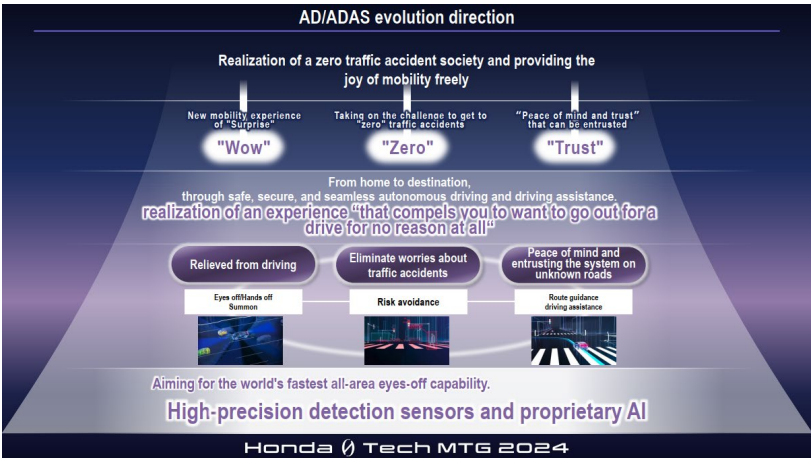 AD/ADAS evolution direction
Realization of a zero traffic accident society and providing the
joy of mobility freely
New mobility experience
of "Surprise"
"Wow"
Taking on the challenge to get to
"zero" traffic accidents
"Zero"
"Peace of mind and trust"
that can be entrusted
"Trust"
From home to destination,
through safe, secure, and seamless autonomous driving and driving assistance,
realization of an experience "that compels you to want to go out for a
drive for no reason at all"
Relieved from driving
Eliminate worries about
traffic accidents
Peace of mind and
entrusting the system on
unknown roads
Eyes off/Hands off
Summon
Risk avoidance
Route guidance
driving assistance
Aiming for the world's fastest all-area eyes-off capability.
High-precision detection sensors and proprietary AI
Honda 0 Tech MTG 2024